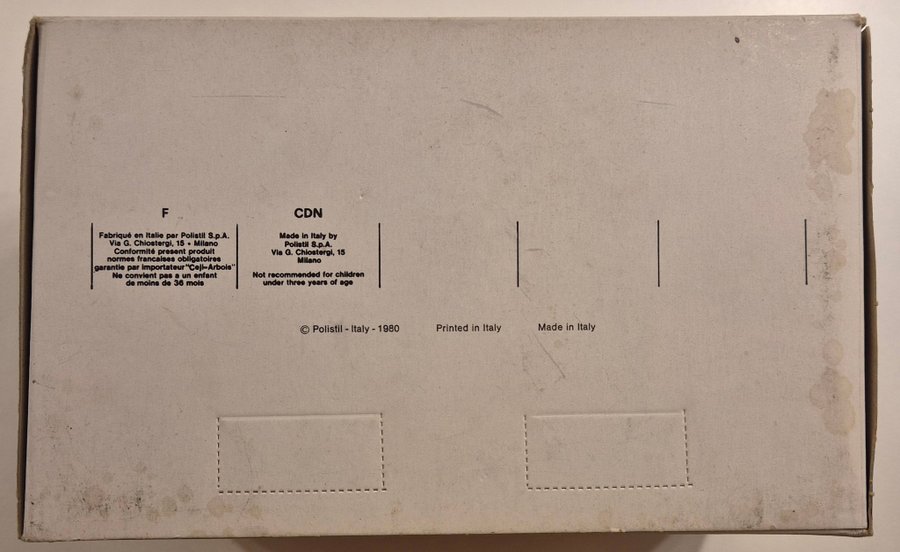 F
Fabriqué en Italie par Polistil S.p.A.
Via G. Chiostergi, 15 • Milano
Conformité present produit
normes francaises obligatoires
garantie par importateur "Ceji-Arbois"
Ne convient pas a un enfant
de moins de 36 mois
CDN
Made in Italy by
Polistil S.p.A.
Via G. Chiostergi, 15
Milano
Not recommended for children
under three years of age
© Polistil - Italy - 1980
Printed in Italy
Made in Italy